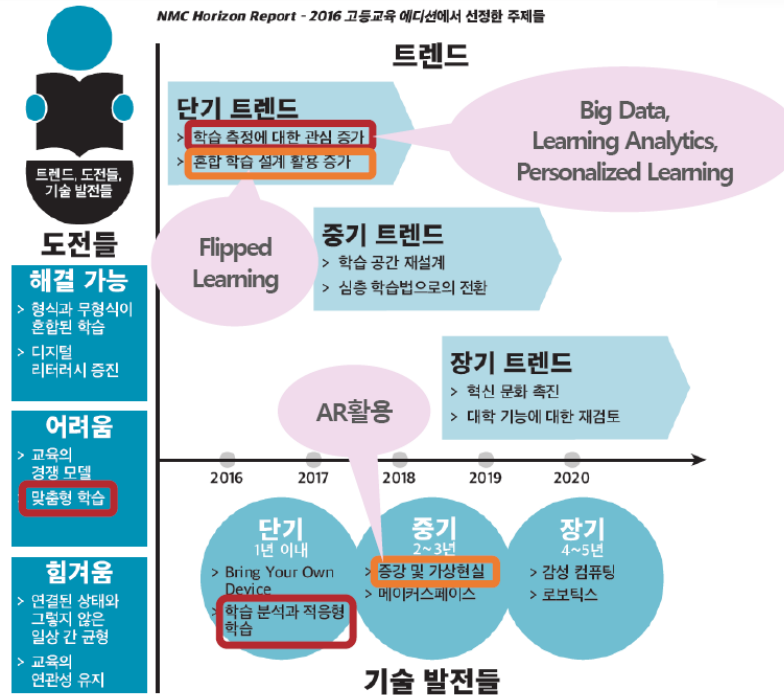 NMC Horizon Report - 2016 고등교육 에디션에서 선정한 주제들
트렌드
단기 트렌드
> 학습 측정에 대한 관심 증가
> 혼합 학습 설계 활용 증가
Big Data,
Learning Analytics,
Personalized Learning
트렌드, 도전들,
기술 발전들
Flipped
Learning
중기 트렌드
> 학습 공간 재설계
> 심층 학습법으로의 전환
장기 트렌드
> 혁신 문화 촉진
> 대학 기능에 대한 재검토
도전들
해결 가능
> 형식과 무형식이
혼합된 학습
> 디지털
리터러시 증진
어려움
> 교육의
경쟁 모델
> 맞춤형 학습
힘겨움
> 연결된 상태와
그렇지 않은
일상 간 균형
> 교육의
연관성 유지
AR활용
2016 2017 2018 2019 2020
단기
1년 이내
> Bring Your Own
Device
> 학습 분석과 적응형
학습
중기
2~3년
> 증강 및 가상현실
> 메이커스페이스
장기
4~5년
> 감성 컴퓨팅
> 로보틱스
기술 발전들